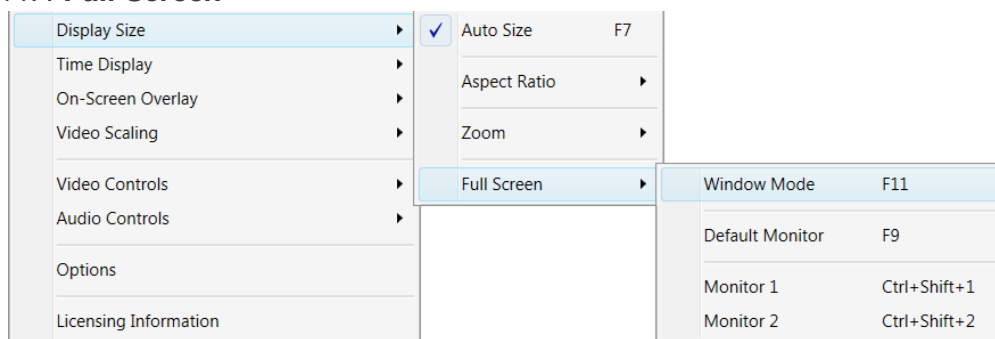 Full Screen
Display Size
Time Display
On-Screen Overlay
Video Scaling
Video Controls
Audio Controls
Options
Licensing Information
Auto Size F7
Aspect Ratio
Zoom
Full Screen
Window Mode F11
Default Monitor F9
Monitor 1 Ctrl+Shift+1
Monitor 2 Ctrl+Shift+2